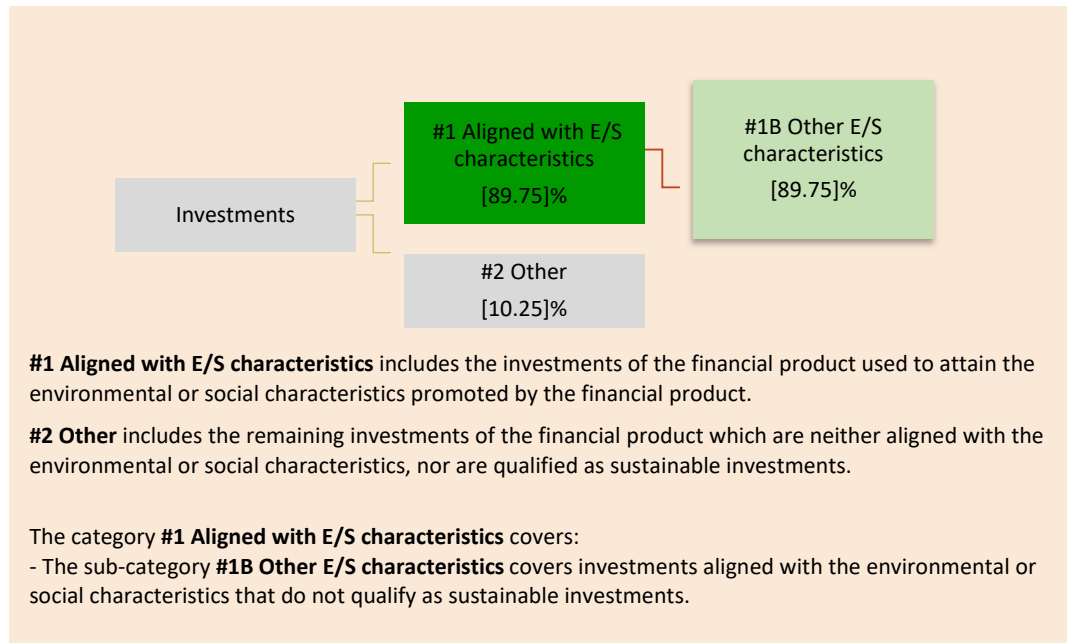 #1 Aligned with E/S
characteristics
[89.75]%
#1B Other E/S
characteristics
[89.75]%
Investments
#2 Other
[10.25]%
#1 Aligned with E/S characteristics includes the investments of the financial product used to attain the
environmental or social characteristics promoted by the financial product.
#2 Other includes the remaining investments of the financial product which are neither aligned with the
environmental or social characteristics, nor are qualified as sustainable investments.
The category #1 Aligned with E/S characteristics covers:
- The sub-category #1B Other E/S characteristics covers investments aligned with the environmental or
social characteristics that do not qualify as sustainable investments.